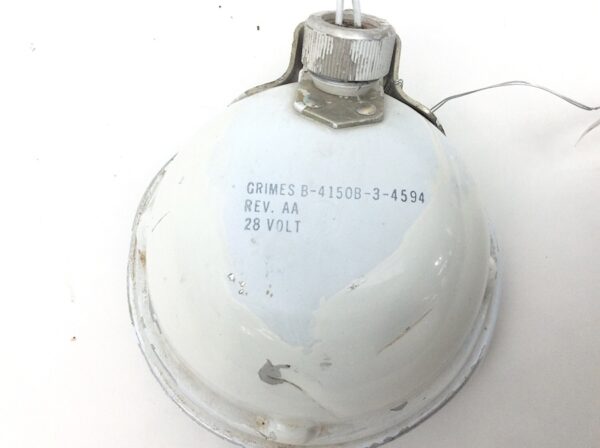 GRIMES B-4150B-3-4594
REV. AA
28 VOLT